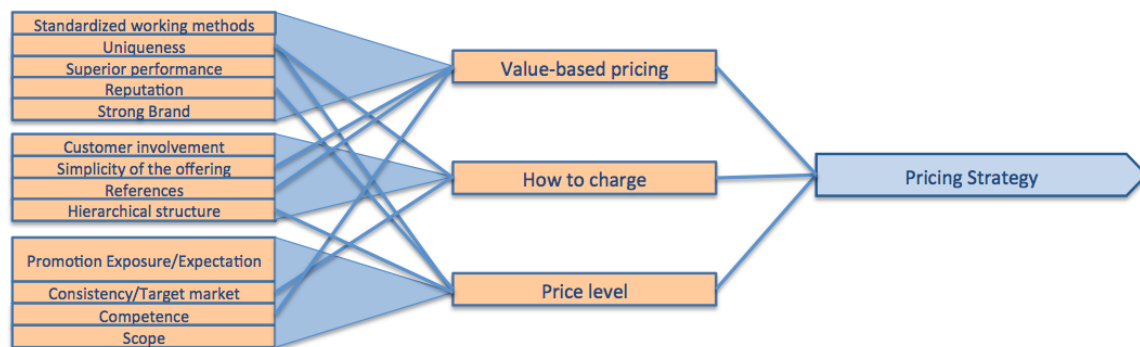 Standardized working methods
Uniqueness
Superior performance
Reputation
Strong Brand
Customer involvement
Simplicity of the offering
References
Hierarchical structure
Promotion Exposure/Expectation
Consistency/Target market
Competence
Scope
Value-based pricing
How to charge
Price level
Pricing Strategy